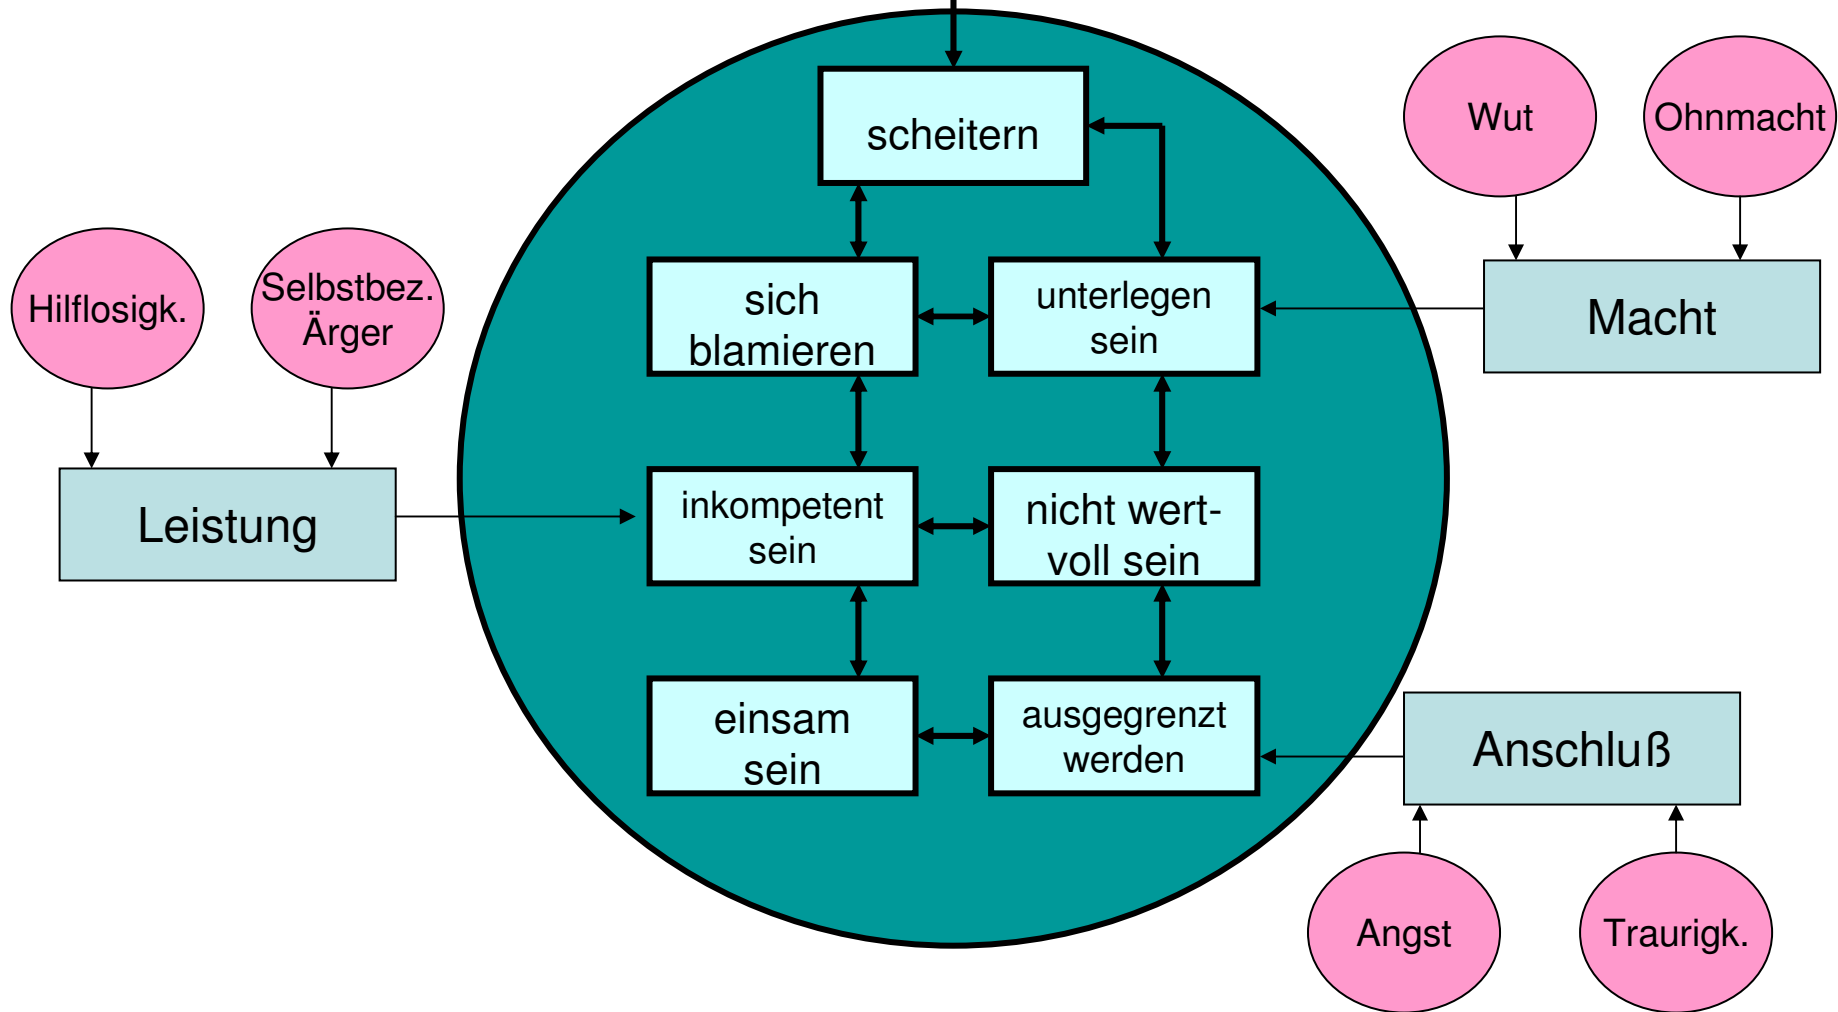 scheitern
Wut
Ohnmacht
Hilflosigk.
Selbstbez.
Ärger
sich
blamieren
unterlegen
sein
Macht
Leistung
inkompetent
sein
nicht wert-
voll sein
einsam
sein
ausgegrenzt
werden
Anschluß
Angst
Traurigk.